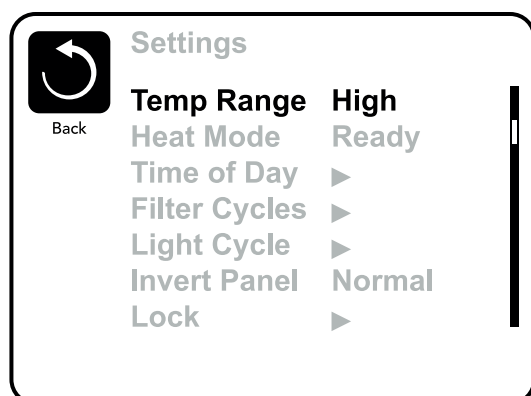 Settings
Back
Temp Range High
Heat Mode Ready
Time of Day ▶
Filter Cycles ▶
Light Cycle ▶
Invert Panel Normal
Lock ▶